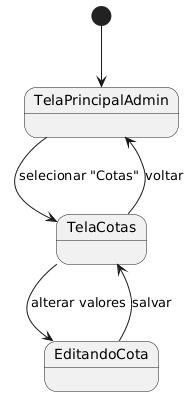 TelaPrincipalAdmin
selecionar "Cotas"
voltar
TelaCotas
alterar valores
salvar
EditandoCota